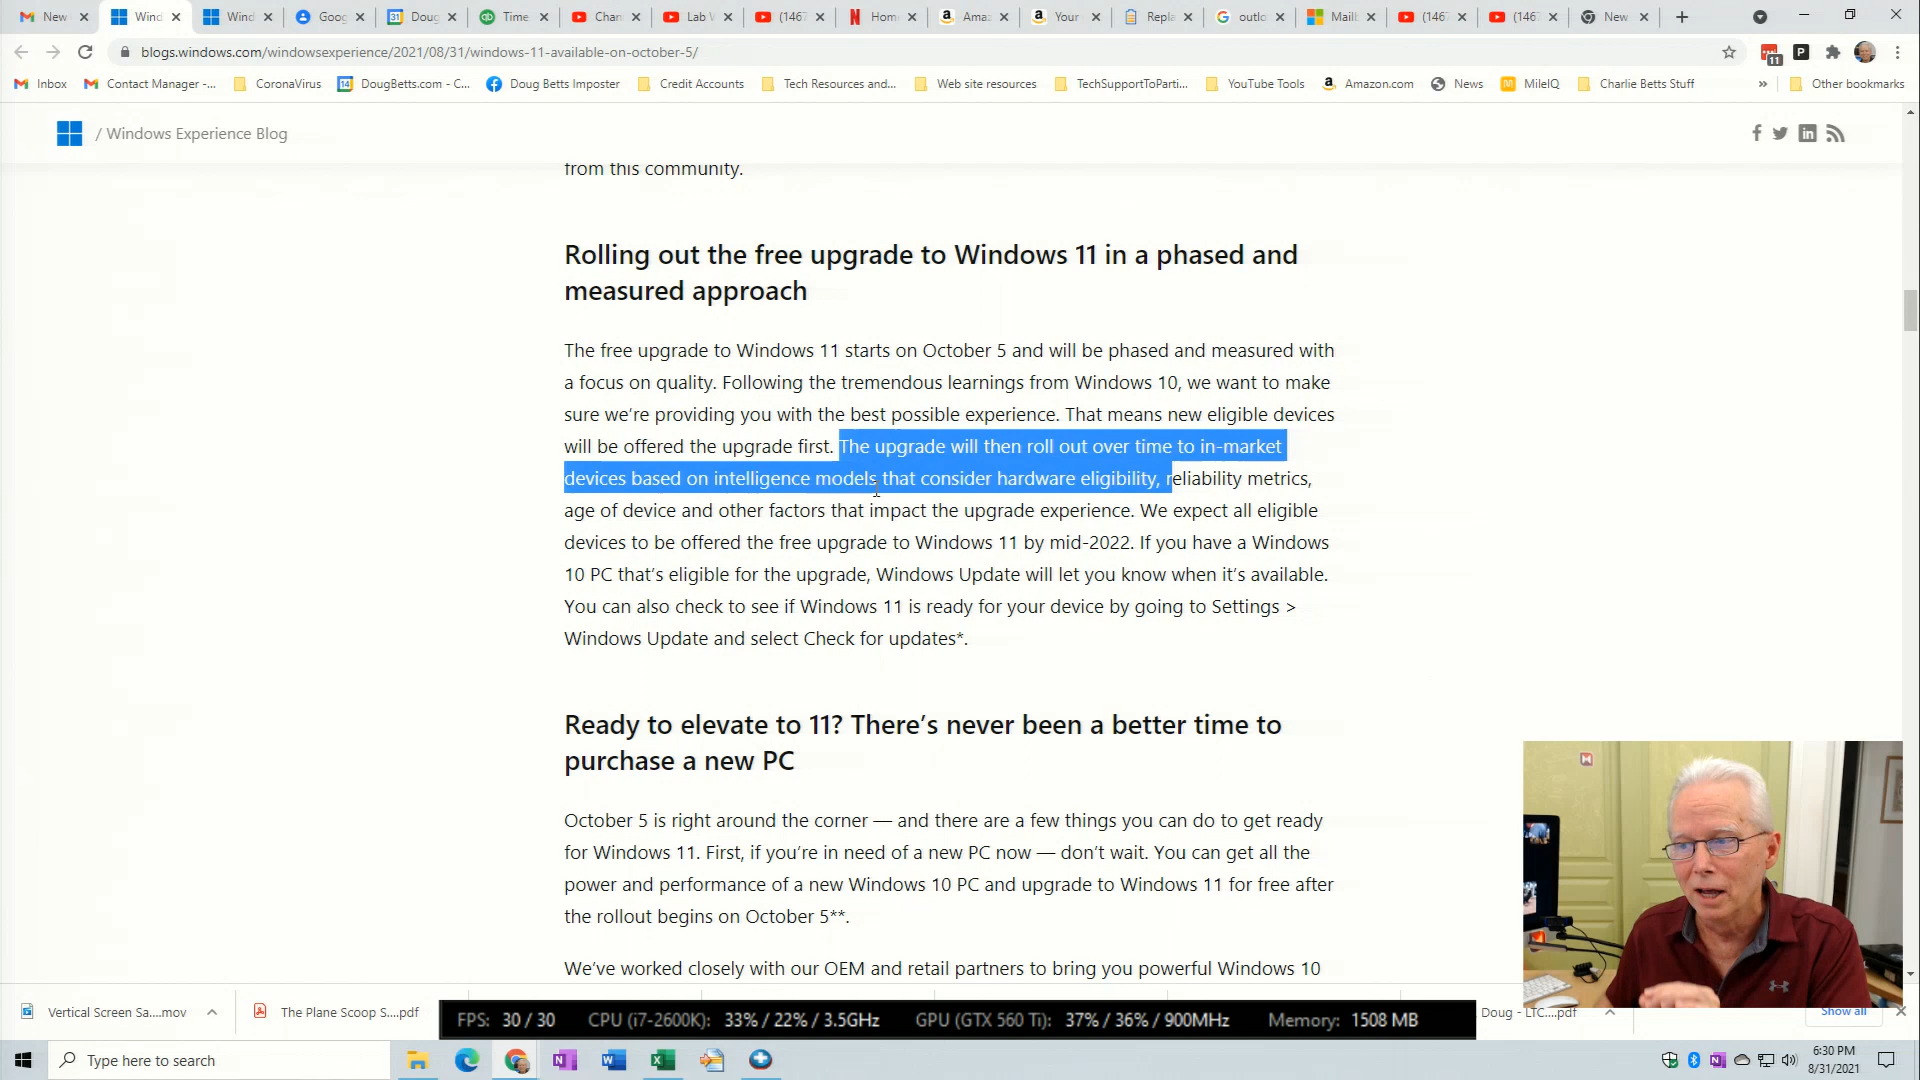 New
Wind
Wind
Goog
Doug
Time
Chan
Lab V
(146
Hom
Amaz
Your
Repla
outlo
Mail
(146
(146
New
blogs.windows.com/windowsexperience/2021/08/31/windows-11-available-on-october-5/
11
Inbox
Contact Manager -...
CoronaVirus
DougBetts.com - C...
Doug Betts Imposter
Credit Accounts
Tech Resources and...
Web site resources
TechSupportToParti...
YouTube Tools
Amazon.com
News
MileIQ
Charlie Betts Stuff
»
Other bookmarks
/ Windows Experience Blog
from this community.
Rolling out the free upgrade to Windows 11 in a phased and
measured approach
The free upgrade to Windows 11 starts on October 5 and will be phased and measured with
a focus on quality. Following the tremendous learnings from Windows 10, we want to make
sure we're providing you with the best possible experience. That means new eligible devices
will be offered the upgrade first. The upgrade will then roll out over time to in-market
devices based on intelligence models that consider hardware eligibility, reliability metrics,
age of device and other factors that impact the upgrade experience. We expect all eligible
devices to be offered the free upgrade to Windows 11 by mid-2022. If you have a Windows
10 PC that's eligible for the upgrade, Windows Update will let you know when it's available.
You can also check to see if Windows 11 is ready for your device by going to Settings >
Windows Update and select Check for updates*.
Ready to elevate to 11? There's never been a better time to
purchase a new PC
October 5 is right around the corner — and there are a few things you can do to get ready
for Windows 11. First, if you're in need of a new PC now — don't wait. You can get all the
power and performance of a new Windows 10 PC and upgrade to Windows 11 for free after
the rollout begins on October 5**.
We've worked closely with our OEM and retail partners to bring you powerful Windows 10
Vertical Screen Sa....mov
The Plane Scoop S....pdf
FPS: 30 / 30 CPU (i7-2600K): 33% / 22% / 3.5GHz GPU (GTX 560 Ti): 37% / 36% / 900MHz Memory: 1508 MB
Doug - LTC....pdf
Show all
Type here to search
6:30 PM
8/31/2021